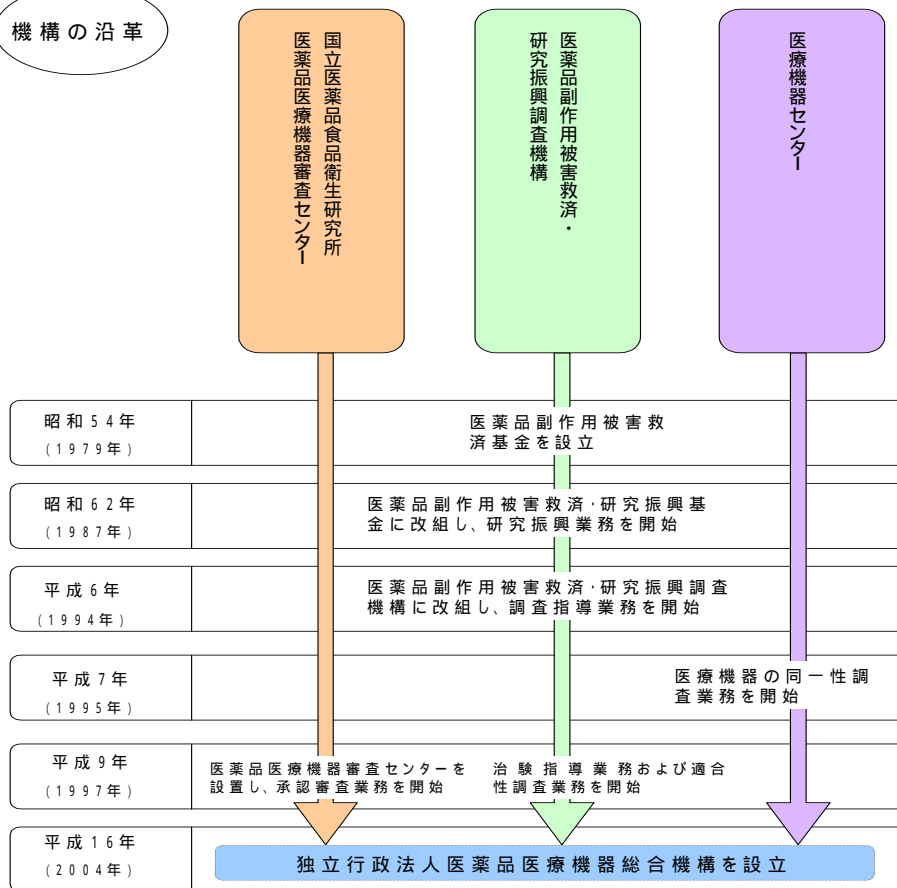 機構の沿革
国立医薬品食品衛生研究所
医薬品医療機器審査センター
医薬品副作用被害救済・
研究振興調査機構
医療機器センター
昭和54年
(1979年)
医薬品副作用被害救
済基金を設立
昭和62年
(1987年)
医薬品副作用被害救済・研究振興基
金に改組し、研究振興業務を開始
平成6年
(1994年)
医薬品副作用被害救済・研究振興調査
機構に改組し、調査指導業務を開始
平成7年
(1995年)
医療機器の同一性調
査業務を開始
平成9年
(1997年)
医薬品医療機器審査センターを
設置し、承認審査業務を開始
治験指導業務および適合
性調査業務を開始
平成16年
(2004年)
独立行政法人医薬品医療機器総合機構を設立